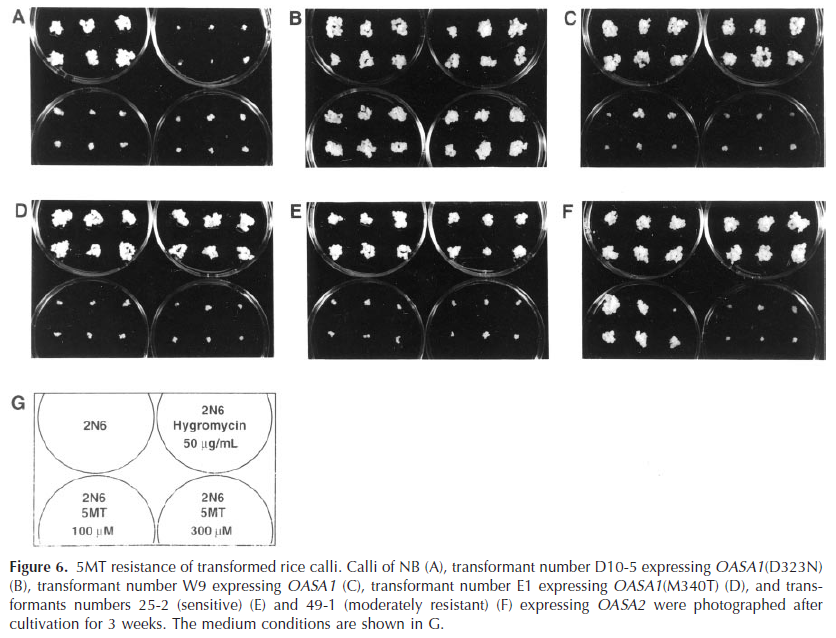 A
B
C
D
E
F
G
2N6
2N6
Hygromycin
50 µg/mL
2N6
5MT
100 µM
2N6
5MT
300 µM
Figure 6. 5MT resistance of transformed rice calli. Calli of NB (A), transformant number D10-5 expressing OASA1(D323N)
(B), transformant number W9 expressing OASA1 (C), transformant number E1 expressing OASA1(M340T) (D), and trans-
formants numbers 25-2 (sensitive) (E) and 49-1 (moderately resistant) (F) expressing OASA2 were photographed after
cultivation for 3 weeks. The medium conditions are shown in G.